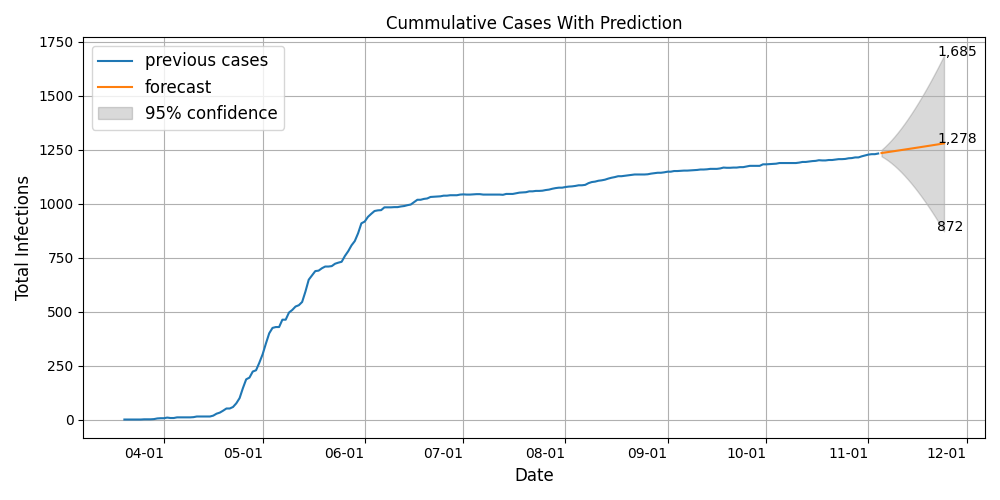 Cummulative Cases With Prediction
previous cases
forecast
95% confidence
1750
1500
1250
1000
750
500
250
0
Total Infections
1,685
1,278
872
04-01 05-01 06-01 07-01 08-01 09-01 10-01 11-01 12-01
Date